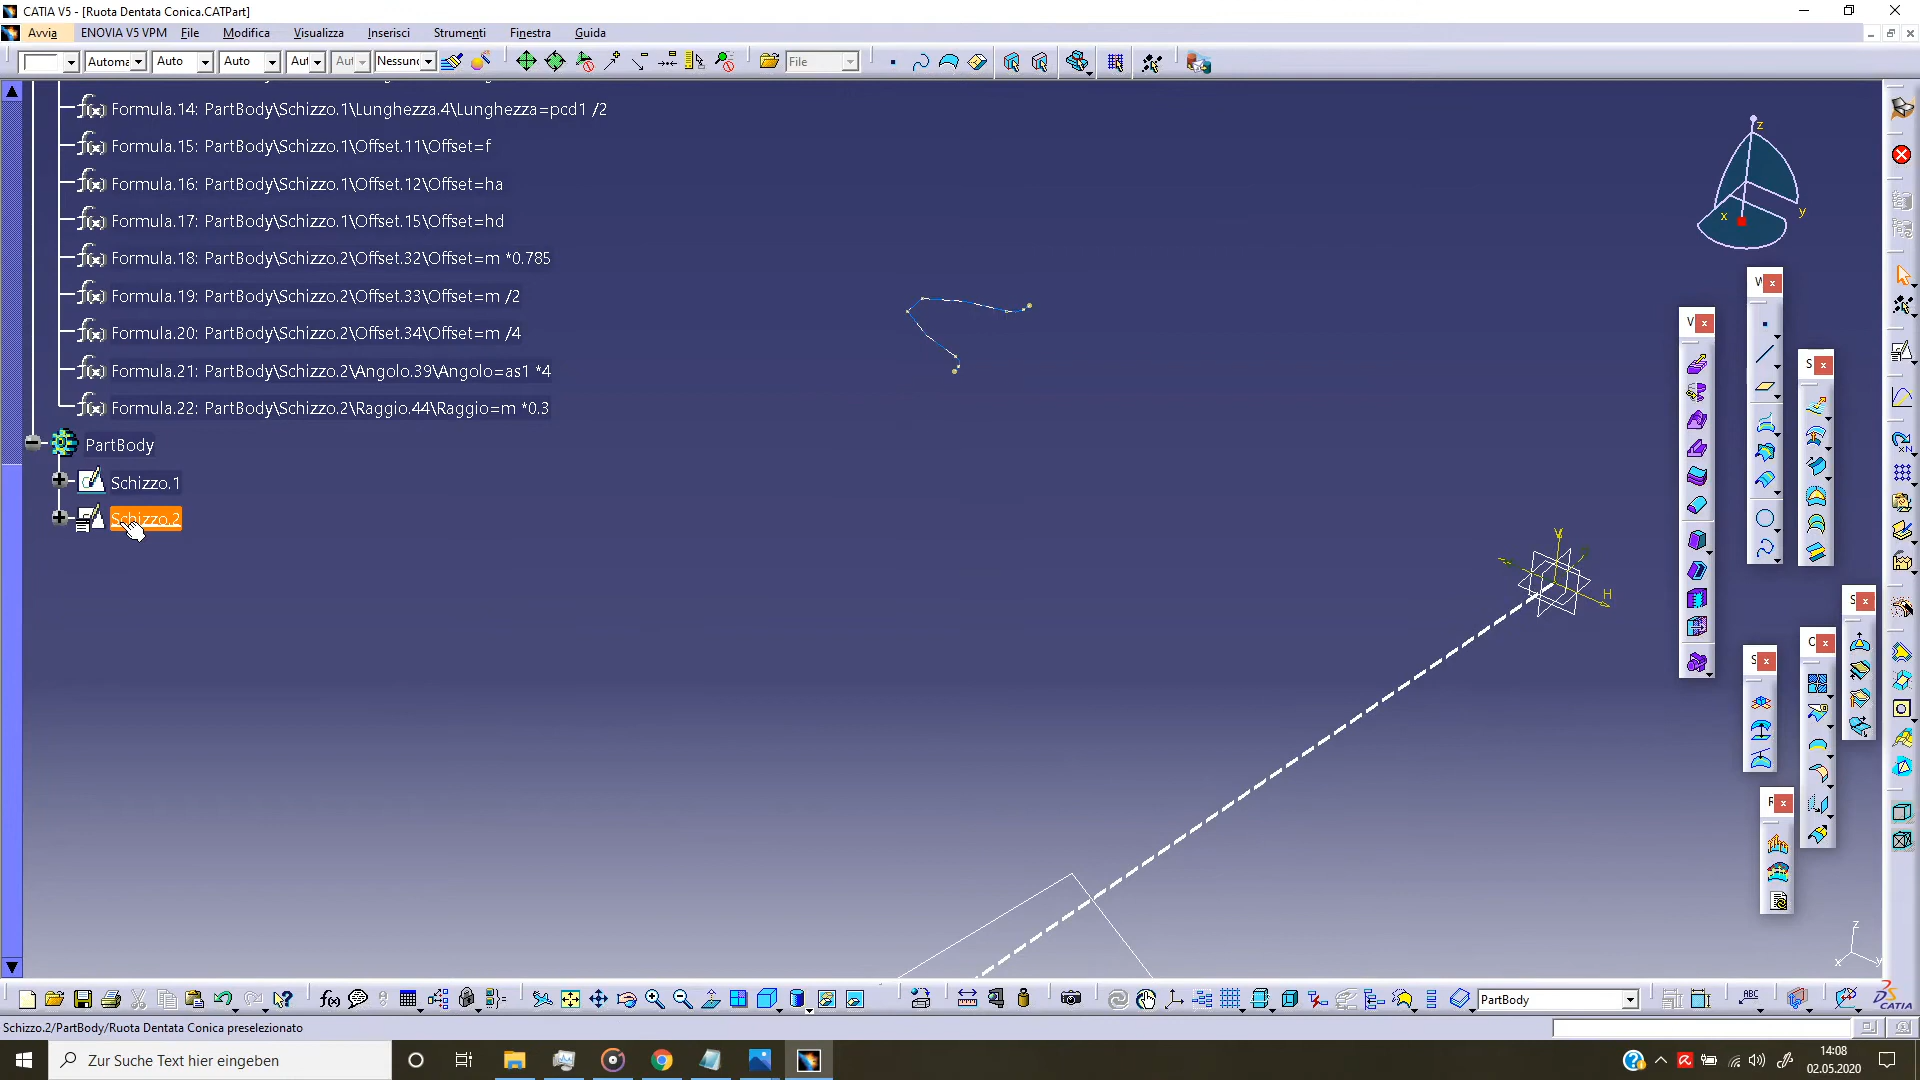 CATIA V5 - [Ruota Dentata Conica.CATPart]
Avvia ENOVIA V5 VPM File Modifica Visualizza Inserisci Strumenti Finestra Guida
Automa Auto Auto Aut Aut Nessuno File
Formula.14: PartBody\Schizzo.1\Lunghezza.4\Lunghezza=pcd1 /2
Formula.15: PartBody\Schizzo.1\Offset.11\Offset=f
Formula.16: PartBody\Schizzo.1\Offset.12\Offset=ha
Formula.17: PartBody\Schizzo.1\Offset.15\Offset=hd
Formula.18: PartBody\Schizzo.2\Offset.32\Offset=m *0.785
Formula.19: PartBody\Schizzo.2\Offset.33\Offset=m /2
Formula.20: PartBody\Schizzo.2\Offset.34\Offset=m /4
Formula.21: PartBody\Schizzo.2\Angolo.39\Angolo=as1 *4
Formula.22: PartBody\Schizzo.2\Raggio.44\Raggio=m *0.3
PartBody
Schizzo.1
Schizzo.2
z
x
y
V
H
z
x
y
PartBody
CATIA
Schizzo.2/PartBody/Ruota Dentata Conica preselezionato
Zur Suche Text hier eingeben
14:08
02.05.2020